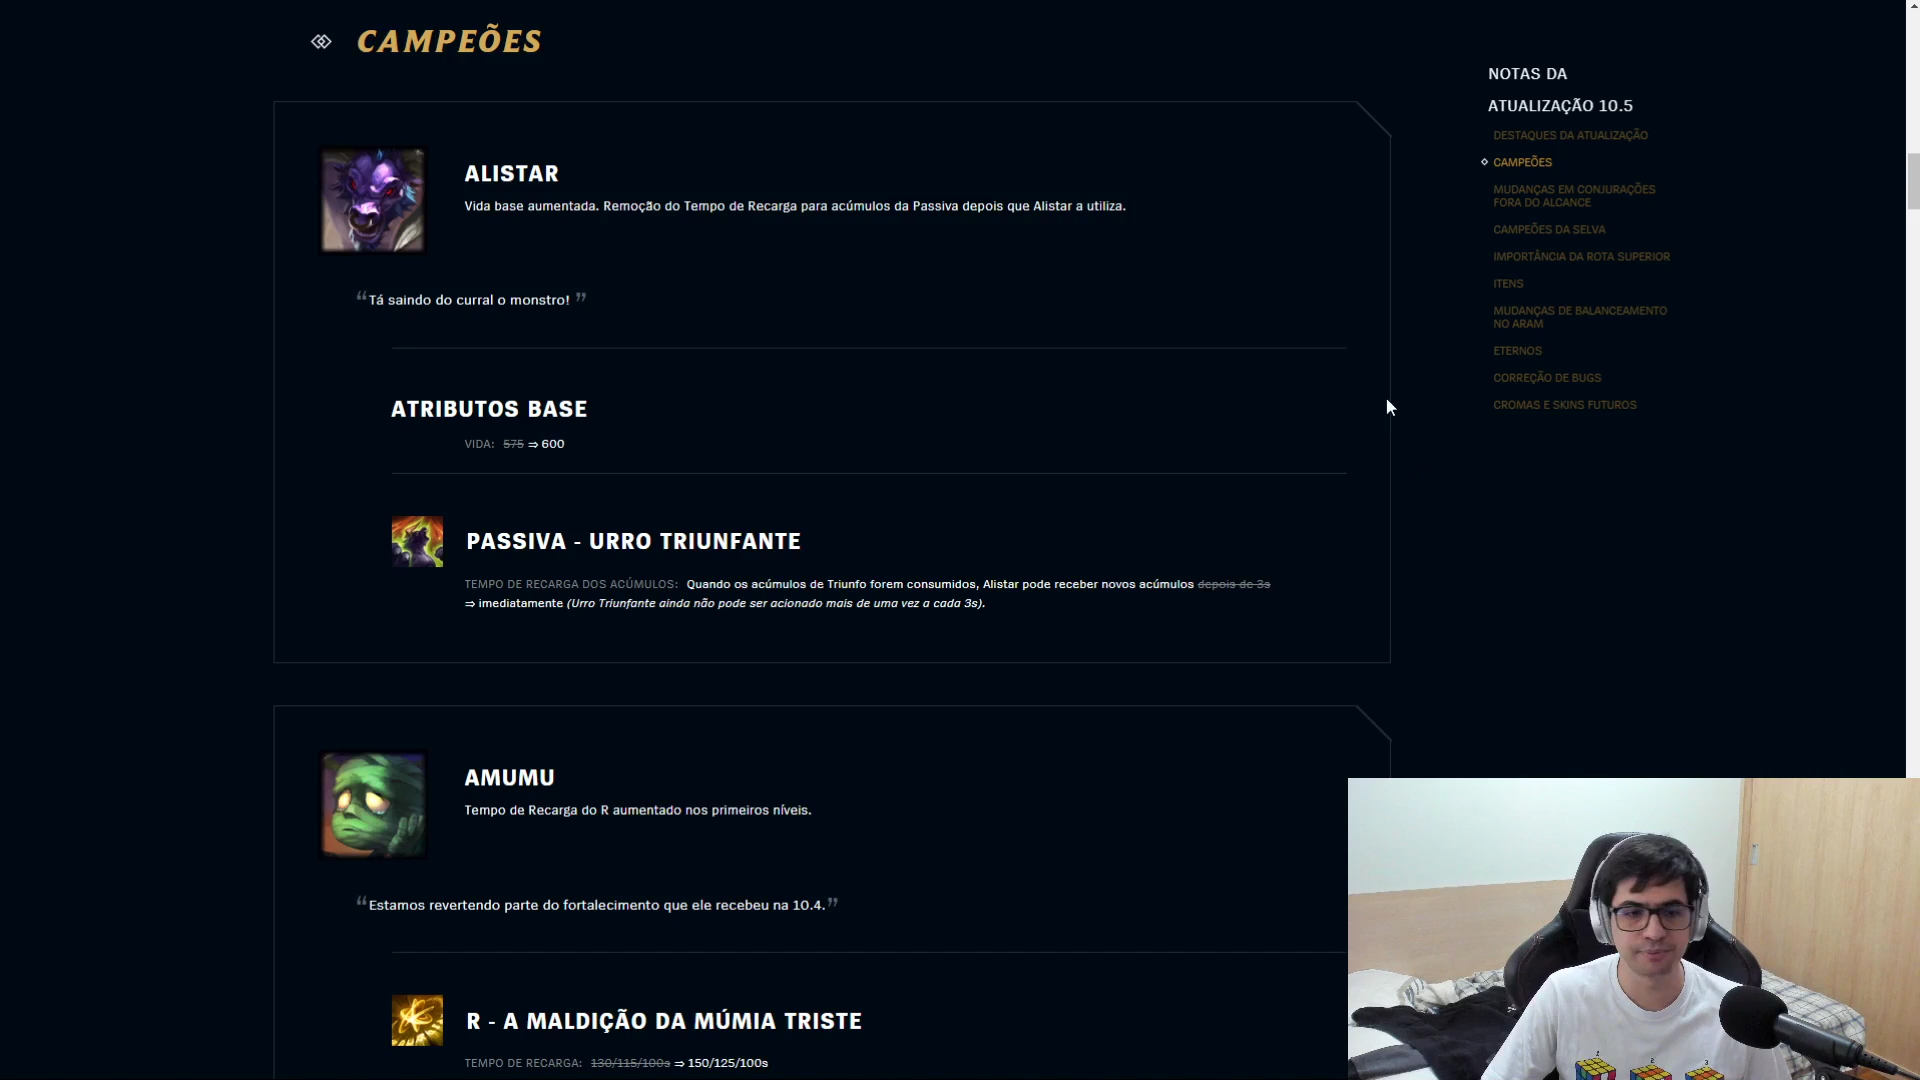 CAMPEÕES
ALISTAR
Vida base aumentada. Remoção do Tempo de Recarga para acúmulos da Passiva depois que Alistar a utiliza.
“Tá saindo do curral o monstro! ”
ATRIBUTOS BASE
VIDA: 575 ⇒ 600
PASSIVA - URRO TRIUNFANTE
TEMPO DE RECARGA DOS ACÚMULOS: Quando os acúmulos de Triunfo forem consumidos, Alistar pode receber novos acúmulos depois de 3s
⇒ imediatamente (Urro Triunfante ainda não pode ser acionado mais de uma vez a cada 3s).
AMUMU
Tempo de Recarga do R aumentado nos primeiros níveis.
“Estamos revertendo parte do fortalecimento que ele recebeu na 10.4.”
R - A MALDIÇÃO DA MÚMIA TRISTE
TEMPO DE RECARGA: 130/115/100s ⇒ 150/125/100s
NOTAS DA
ATUALIZAÇÃO 10.5
DESTAQUES DA ATUALIZAÇÃO
CAMPEÕES
MUDANÇAS EM CONJURAÇÕES
FORA DO ALCANCE
CAMPEÕES DA SELVA
IMPORTÂNCIA DA ROTA SUPERIOR
ITENS
MUDANÇAS DE BALANCEAMENTO
NO ARAM
ETERNOS
CORREÇÃO DE BUGS
CROMAS E SKINS FUTUROS
1 2 3